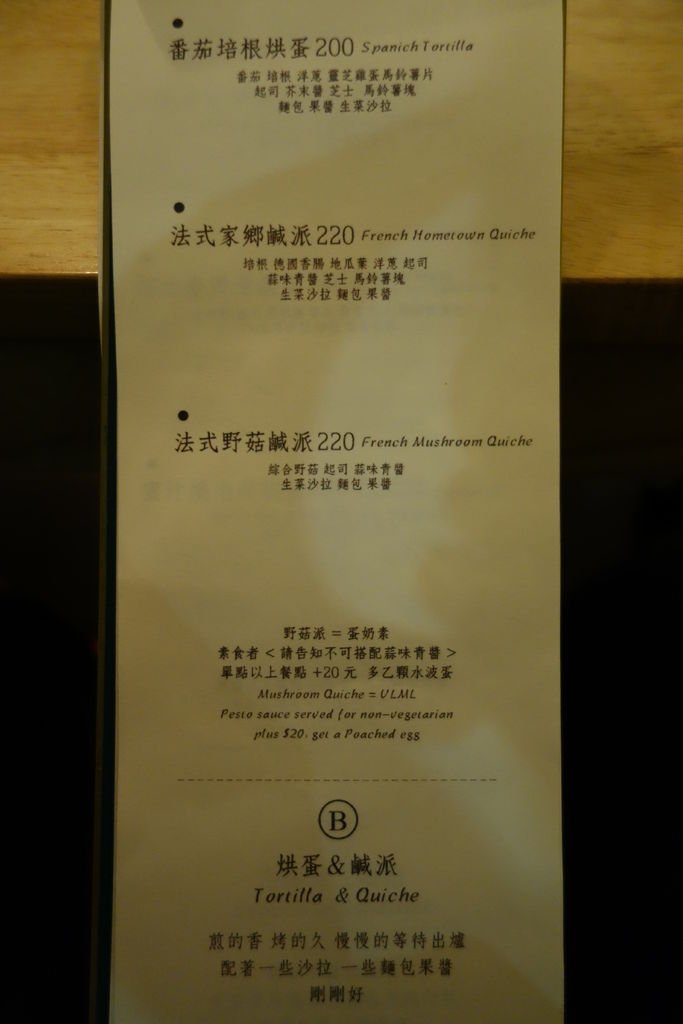 番茄培根烘蛋200 Spanich Tortilla
番茄 培根 洋蔥 靈芝雞蛋馬鈴薯片
起司 芥末醬 芝士 馬鈴薯塊
麵包 果醬 生菜沙拉
法式家鄉鹹派220 French Hometown Quiche
培根 德國香腸 地瓜葉 洋蔥 起司
蒜味青醬 芝士 馬鈴薯塊
生菜沙拉 麵包 果醬
法式野菇鹹派220 French Mushroom Quiche
綜合野菇 起司 蒜味青醬
生菜沙拉 麵包 果醬
野菇派 = 蛋奶素
素食者 < 請告知不可搭配蒜味青醬 >
單點以上餐點 +20 元 多乙顆水波蛋
Mushroom Quiche = VLML
Pesto sauce served for non-vegetarian
plus $20, get a Poached egg
B
烘蛋&鹹派
Tortilla & Quiche
煎的香 烤的久 慢慢的等待出爐
配著一些沙拉 一些麵包果醬
剛剛好